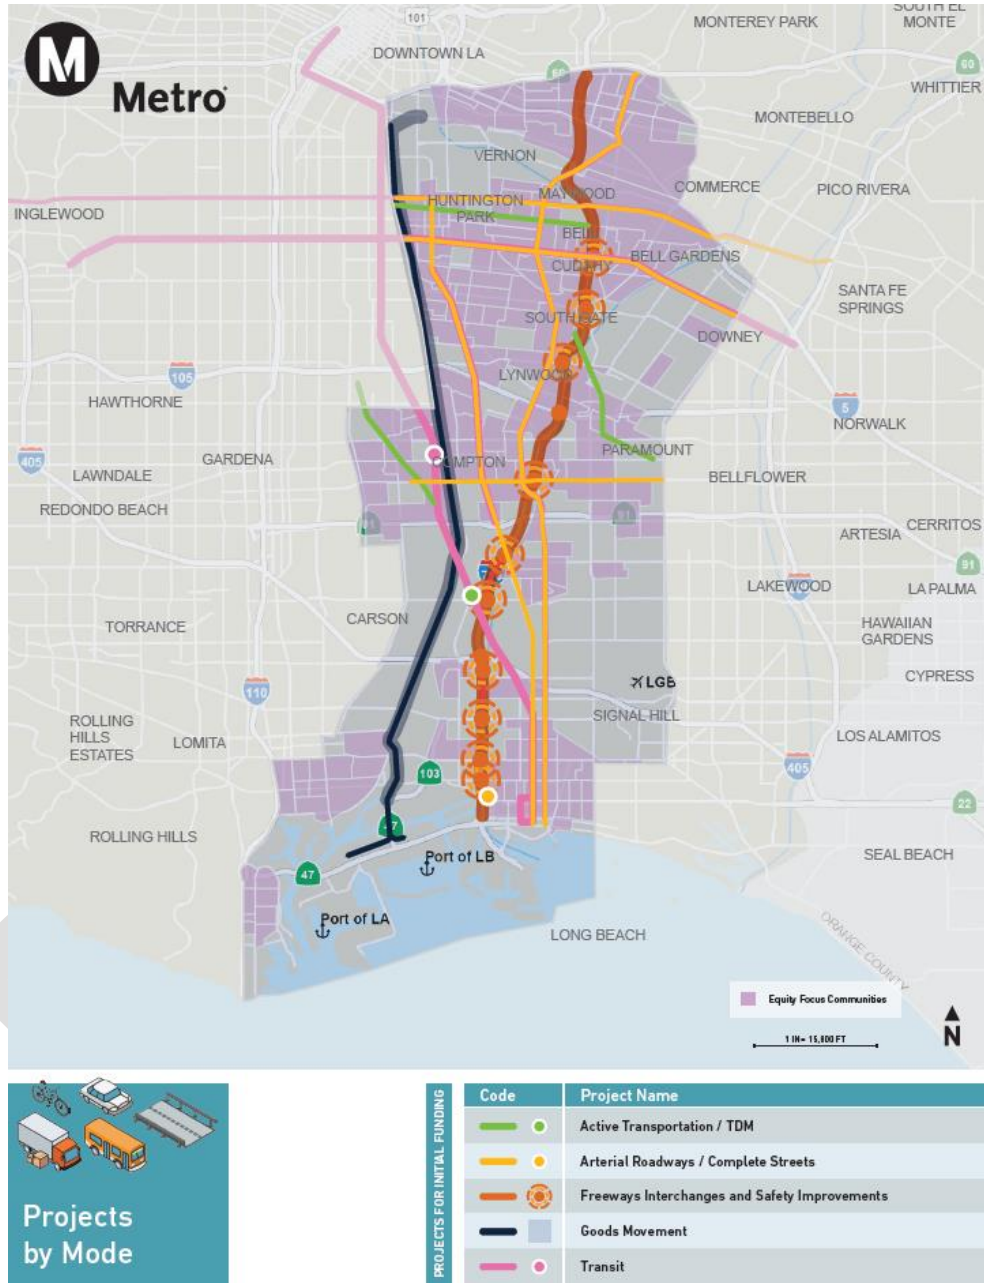 101
SOUTH EL
MONTE
MONTEREY PARK
M
Metro
DOWNTOWN LA
60
60
WHITTIER
MONTEBELLO
VERNON
COMMERCE
PICO RIVERA
MAYWOOD
HUNTINGTON
PARK
INGLEWOOD
BELL
BELL GARDENS
CUDAHY
SANTA FE
SPRINGS
SOUTH GATE
DOWNEY
LYNWOOD
105
HAWTHORNE
5
NORWALK
405
GARDENA
LAWNDALE
COMPTON
PARAMOUNT
BELLFLOWER
REDONDO BEACH
91
91
CERRITOS
ARTESIA
91
LAKEWOOD
LA PALMA
CARSON
TORRANCE
HAWAIIAN
GARDENS
CYPRESS
110
LGB
ROLLING
HILLS
ESTATES
LOMITA
SIGNAL HILL
LOS ALAMITOS
103
405
22
47
ROLLING HILLS
Port of LB
SEAL BEACH
47
Port of LA
LONG BEACH
ORANGE COUNTY
Equity Focus Communities
1 IN = 15,800 FT
N
Projects
by Mode
PROJECTS FOR INITIAL FUNDING
Code Project Name
Active Transportation / TDM
Arterial Roadways / Complete Streets
Freeways Interchanges and Safety Improvements
Goods Movement
Transit